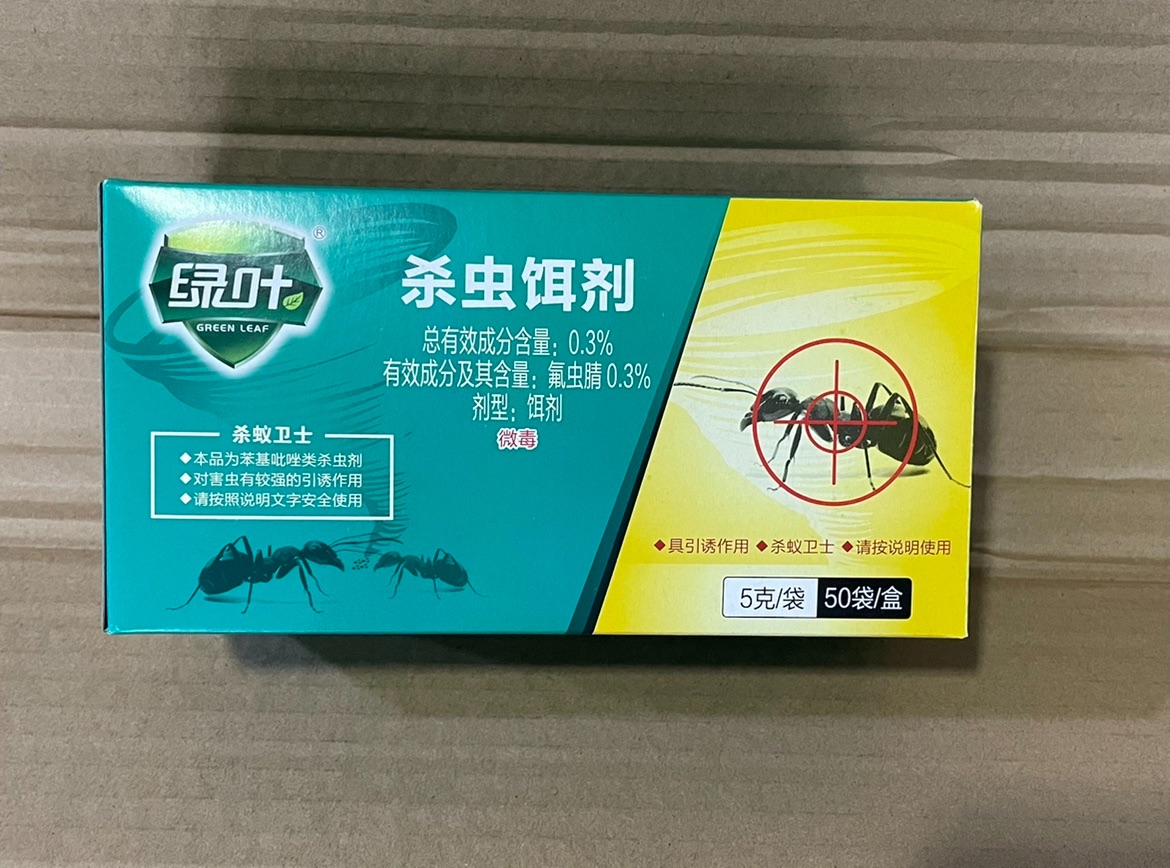 绿叶
®
GREEN LEAF
杀虫饵剂
总有效成分含量：0.3%
有效成分及其含量：氟虫腈 0.3%
剂型：饵剂
微毒
杀蚁卫士
◆本品为苯基吡唑类杀虫剂
◆对害虫有较强的引诱作用
◆请按照说明文字安全使用
◆具引诱作用 ◆杀蚁卫士 ◆请按说明使用
5克/袋 50袋/盒